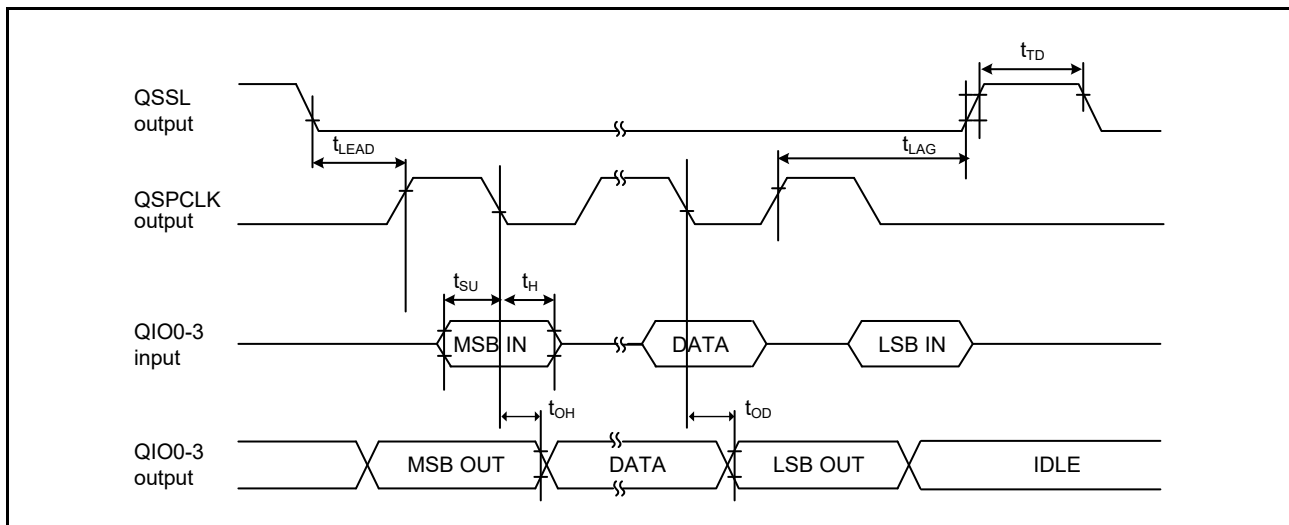 QSSL
output
tTD
tLEAD
tLAG
QSPCLK
output
tSU
tH
QIO0-3
input
MSB IN
DATA
LSB IN
tOH
tOD
QIO0-3
output
MSB OUT
DATA
LSB OUT
IDLE